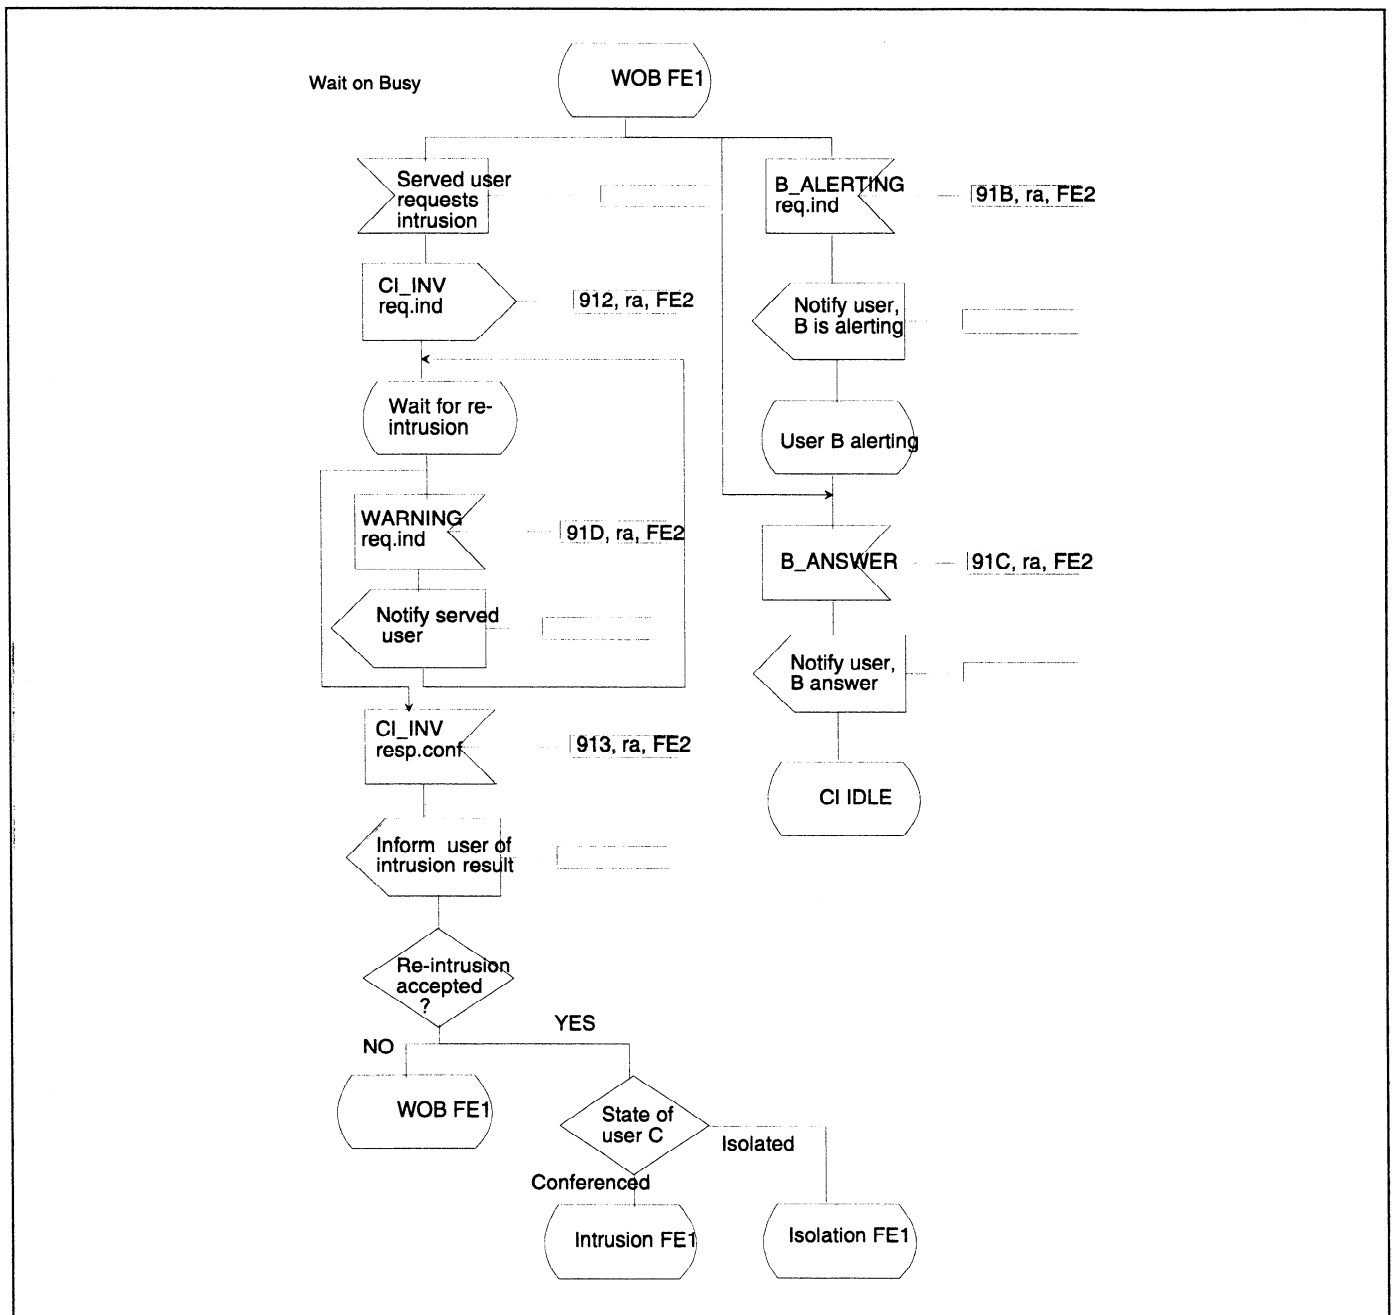 Wait on Busy
WOB FE1
Served user
requests
intrusion
B_ALERTING
req.ind
91B, ra, FE2
CI_INV
req.ind
912, ra, FE2
Notify user,
B is alerting
Wait for re-
intrusion
User B alerting
WARNING
req.ind
91D, ra, FE2
B_ANSWER
91C, ra, FE2
Notify served
user
Notify user,
B answer
CI_INV
resp.conf
913, ra, FE2
CI IDLE
Inform user of
intrusion result
Re-intrusion
accepted
?
YES
NO
WOB FE1
State of
user C
Isolated
Conferenced
Intrusion FE1
Isolation FE1